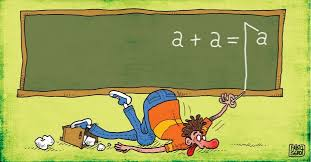 a + a = a